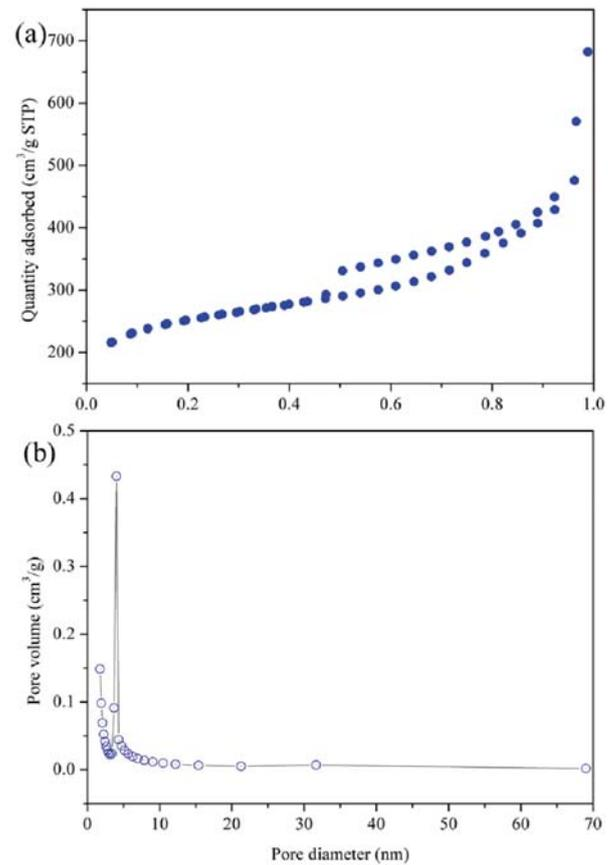 (a)
Quantity adsorbed (cm³/g STP)
700
600
500
400
300
200
0.0 0.2 0.4 0.6 0.8 1.0
(b)
Pore volume (cm³/g)
0.5
0.4
0.3
0.2
0.1
0.0
0 10 20 30 40 50 60 70
Pore diameter (nm)